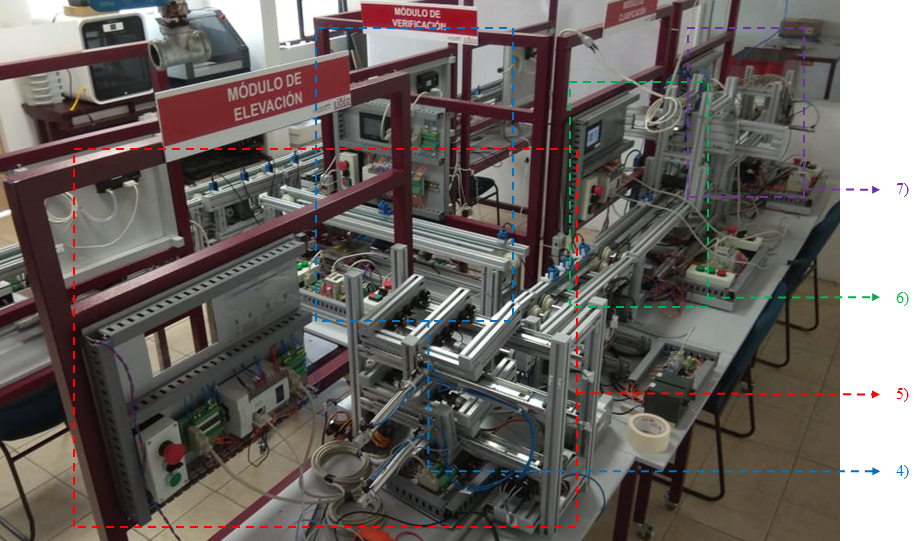 MÓDULO DE
VERIFICACIÓN
MÓDULO DE
CLASIFICACIÓN
MÓDULO DE
ELEVACIÓN
7)
6)
5)
4)